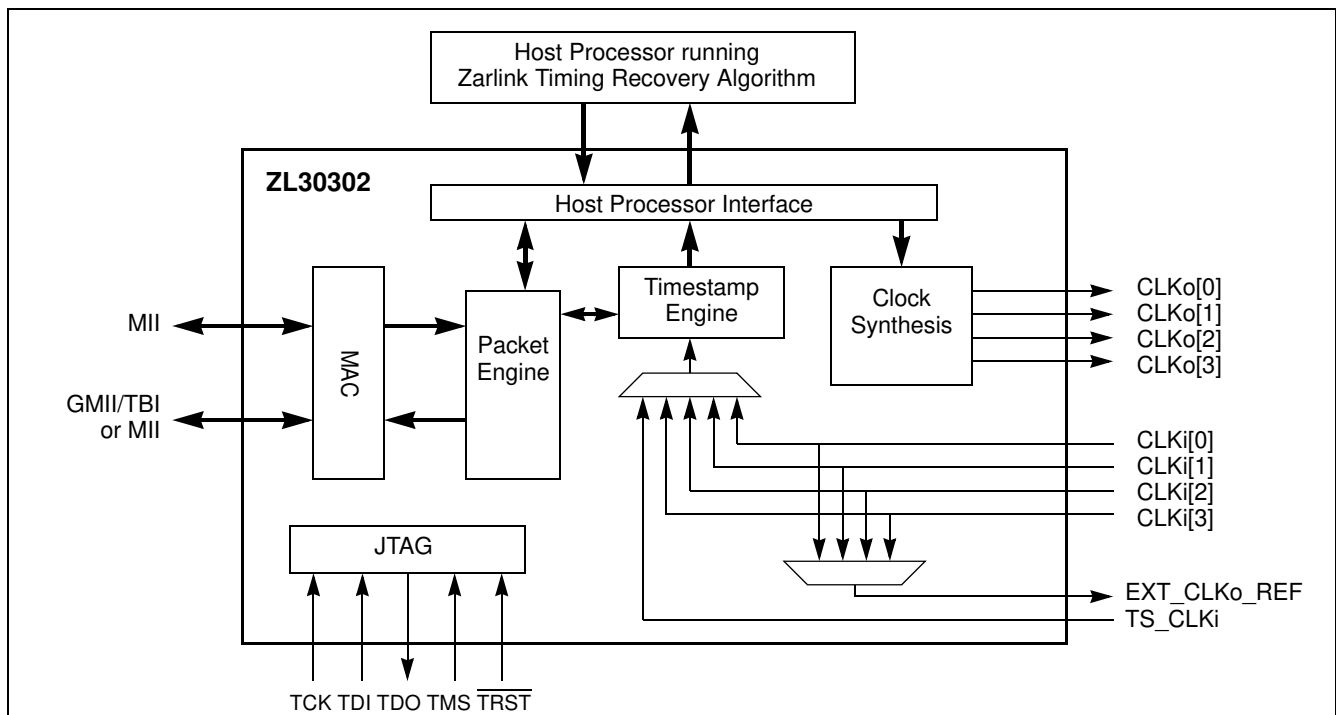 Host Processor running
Zarlink Timing Recovery Algorithm
ZL30302
Host Processor Interface
MII
GMII/TBI
or MII
MAC
Packet
Engine
Timestamp
Engine
Clock
Synthesis
CLKo[0]
CLKo[1]
CLKo[2]
CLKo[3]
CLKi[0]
CLKi[1]
CLKi[2]
CLKi[3]
EXT_CLKo_REF
TS_CLKi
JTAG
TCK TDI TDO TMS TRST